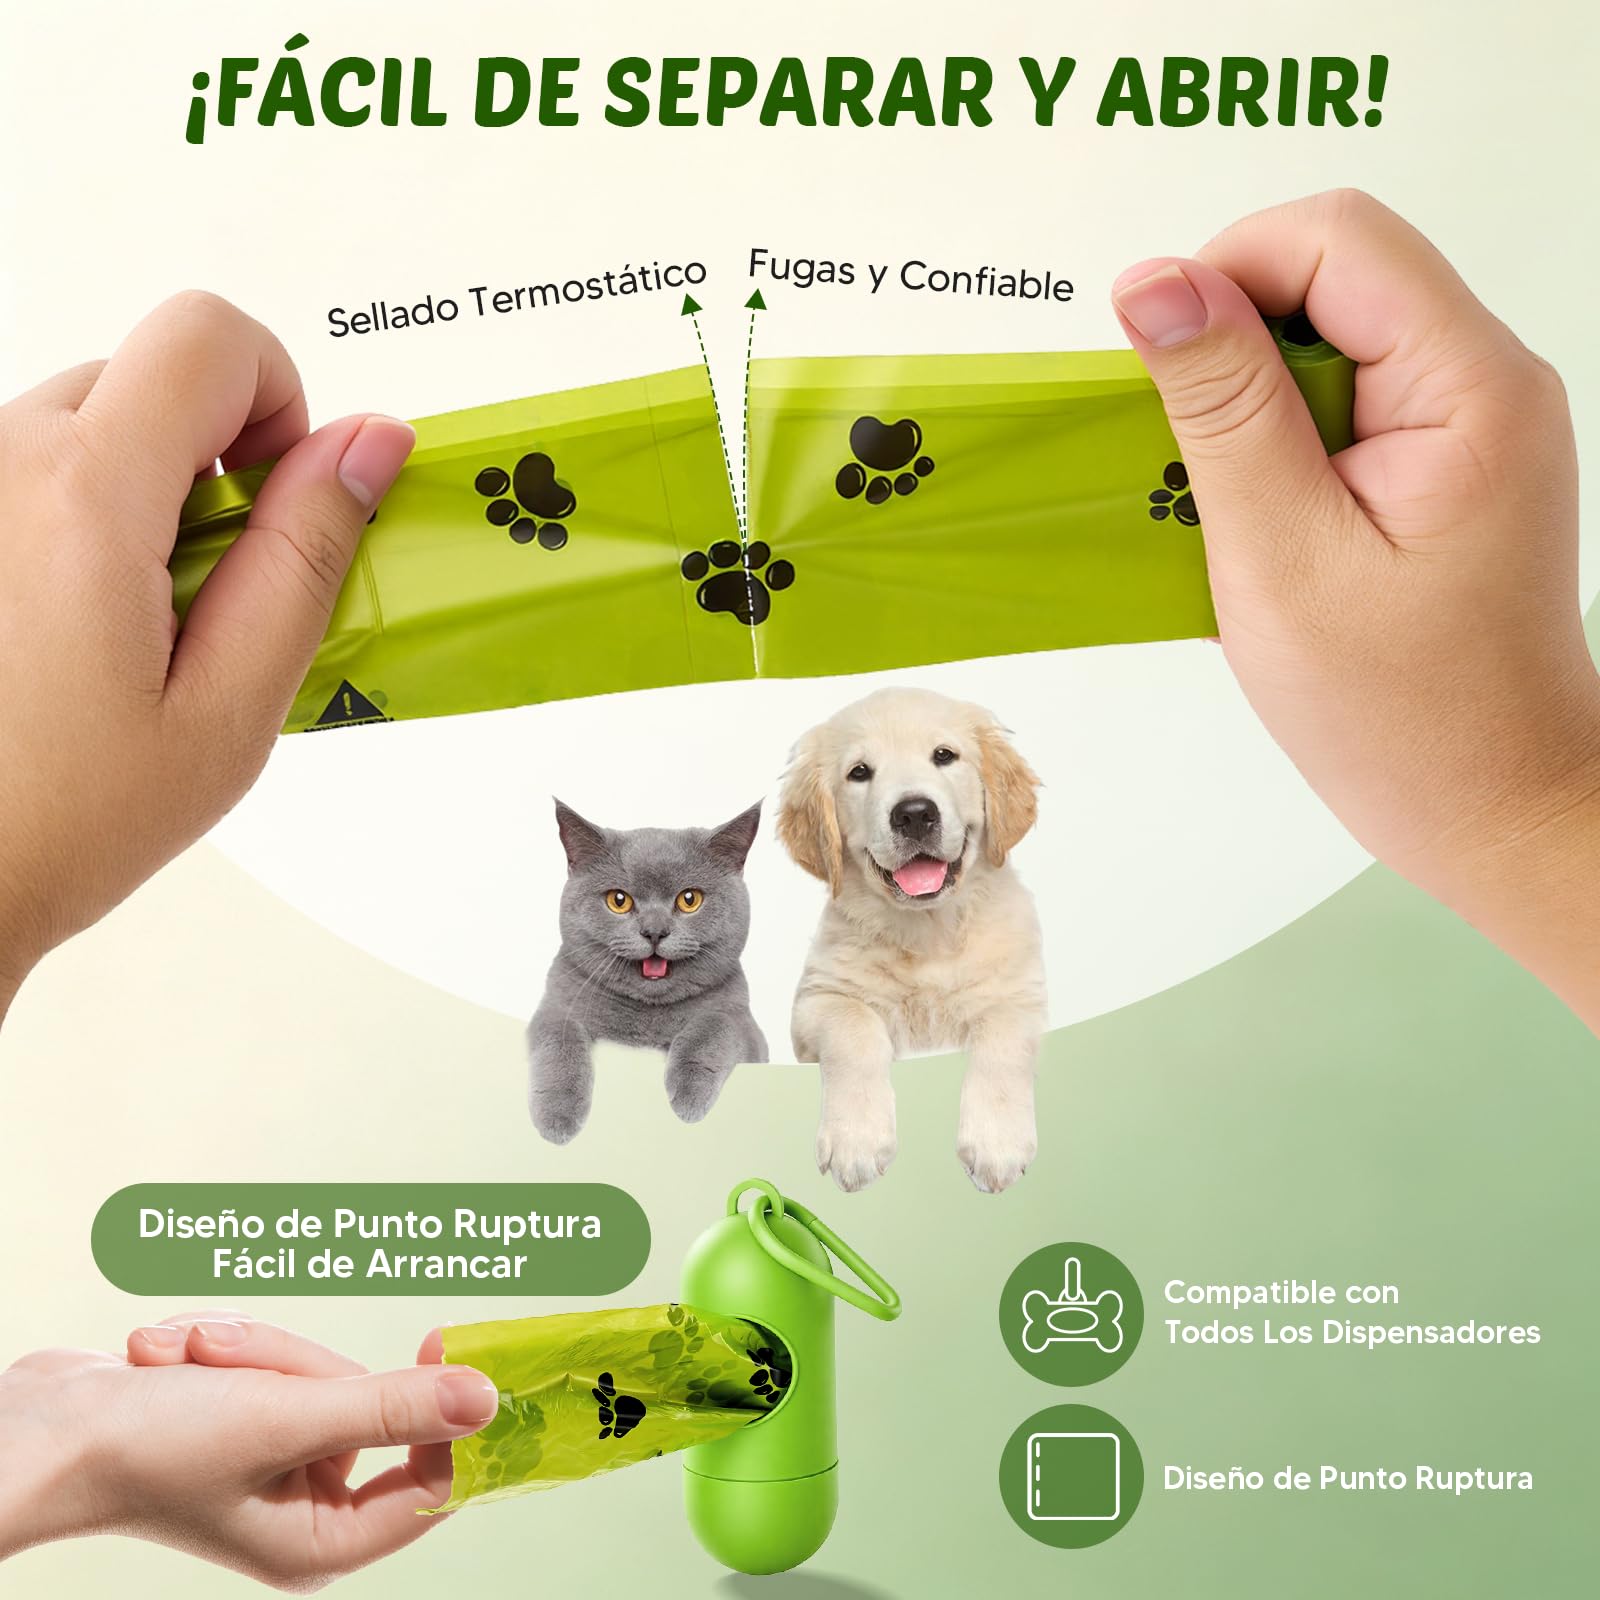 ¡FÁCIL DE SEPARAR Y ABRIR!
Sellado Termostático
Fugas y Confiable
Diseño de Punto Ruptura
Fácil de Arrancar
Compatible con
Todos Los Dispensadores
Diseño de Punto Ruptura